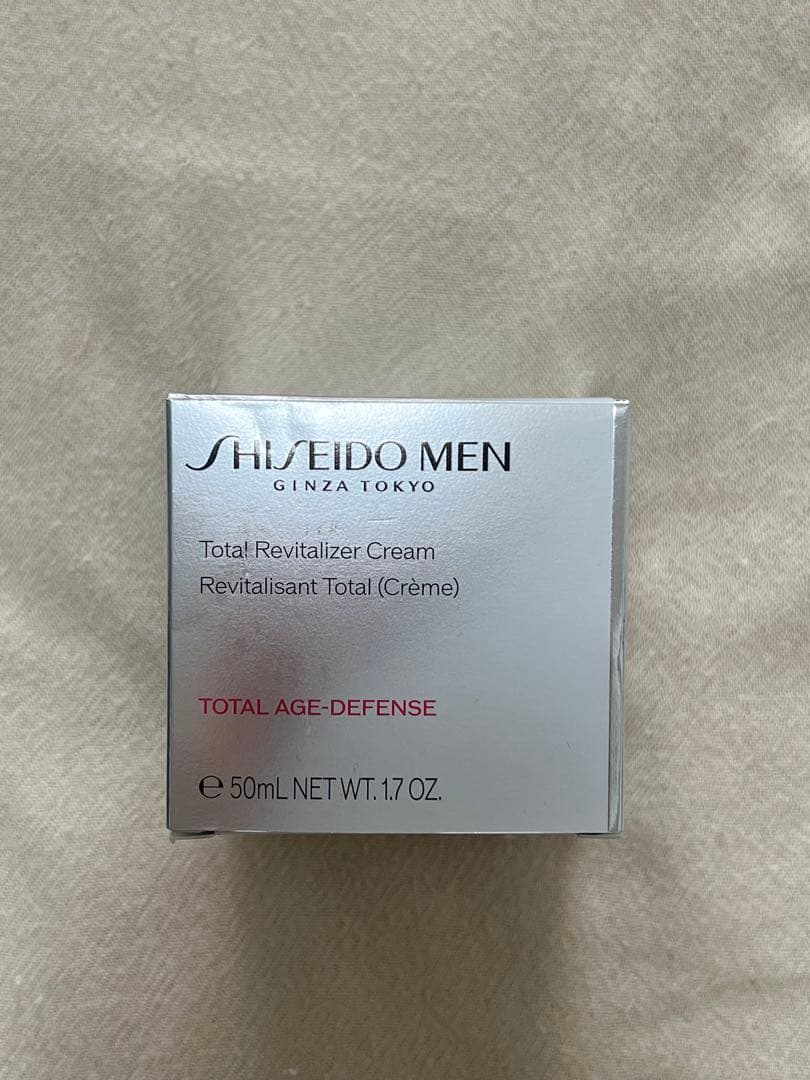 SHISEIDO MEN
GINZA TOKYO
Total Revitalizer Cream
Revitalisant Total (Crème)
TOTAL AGE-DEFENSE
℮ 50mL NET WT. 1.7 OZ.